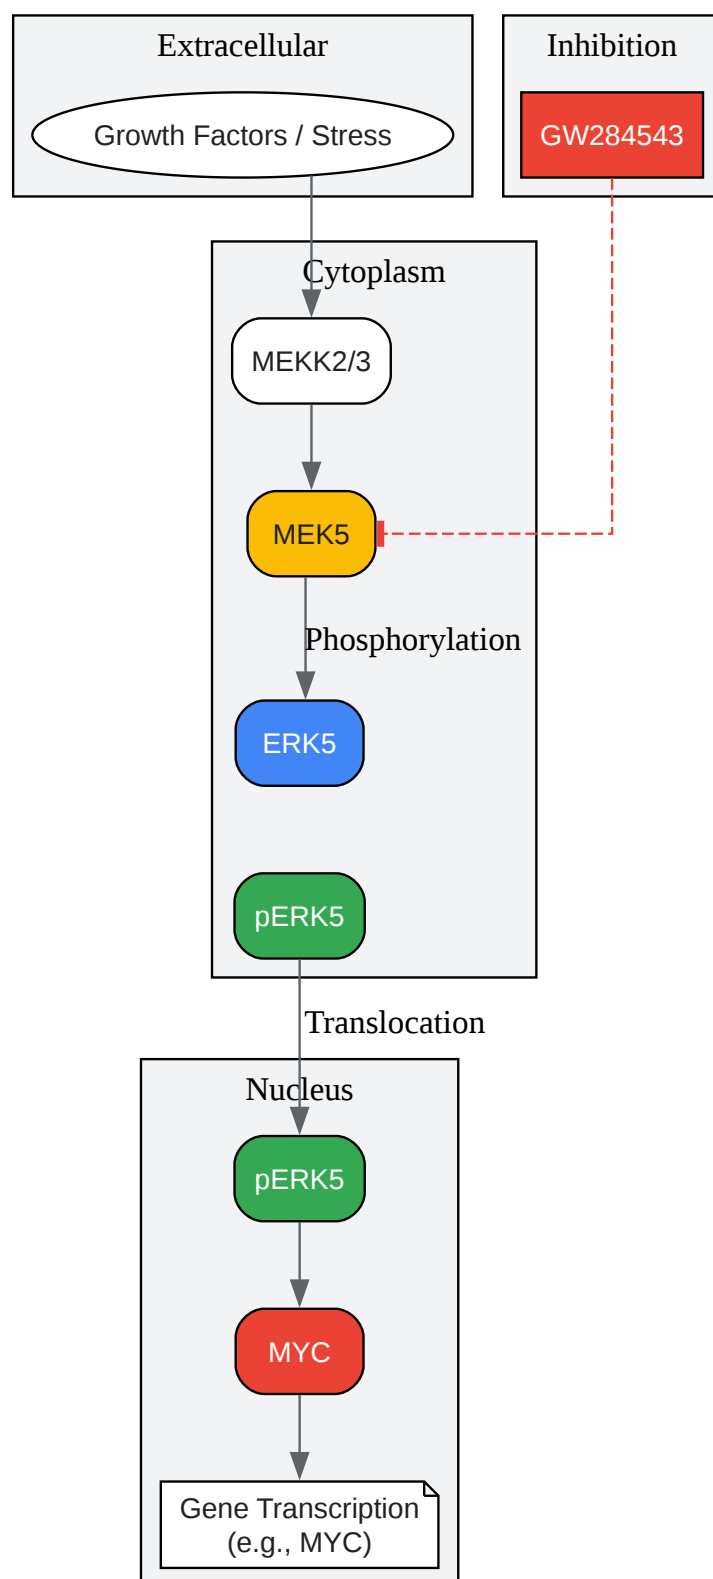 Extracellular
Inhibition
Growth Factors / Stress
GW284543
Cytoplasm
MEKK2/3
MEK5
Phosphorylation
ERK5
pERK5
Translocation
Nucleus
pERK5
MYC
Gene Transcription
(e.g., MYC)